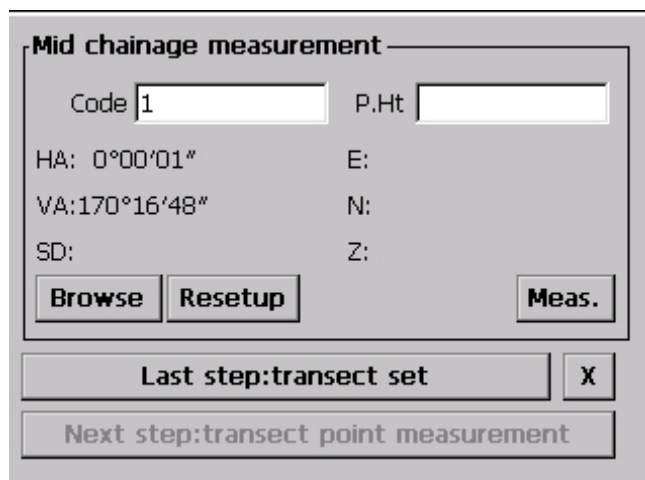 Mid chainage measurement
Code 1 P.Ht
HA: 0°00'01" E:
VA:170°16'48" N:
SD: Z:
Browse Resetup Meas.
Last step:transect set X
Next step:transect point measurement